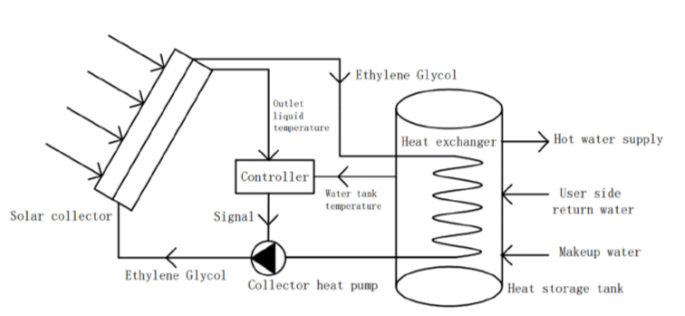 Ethylene Glycol
Outlet
liquid
temperature
Heat exchanger
Hot water supply
Controller
Water tank
temperature
User side
return water
Solar collector
Signal
Makeup water
Ethylene Glycol
Collector heat pump
Heat storage tank